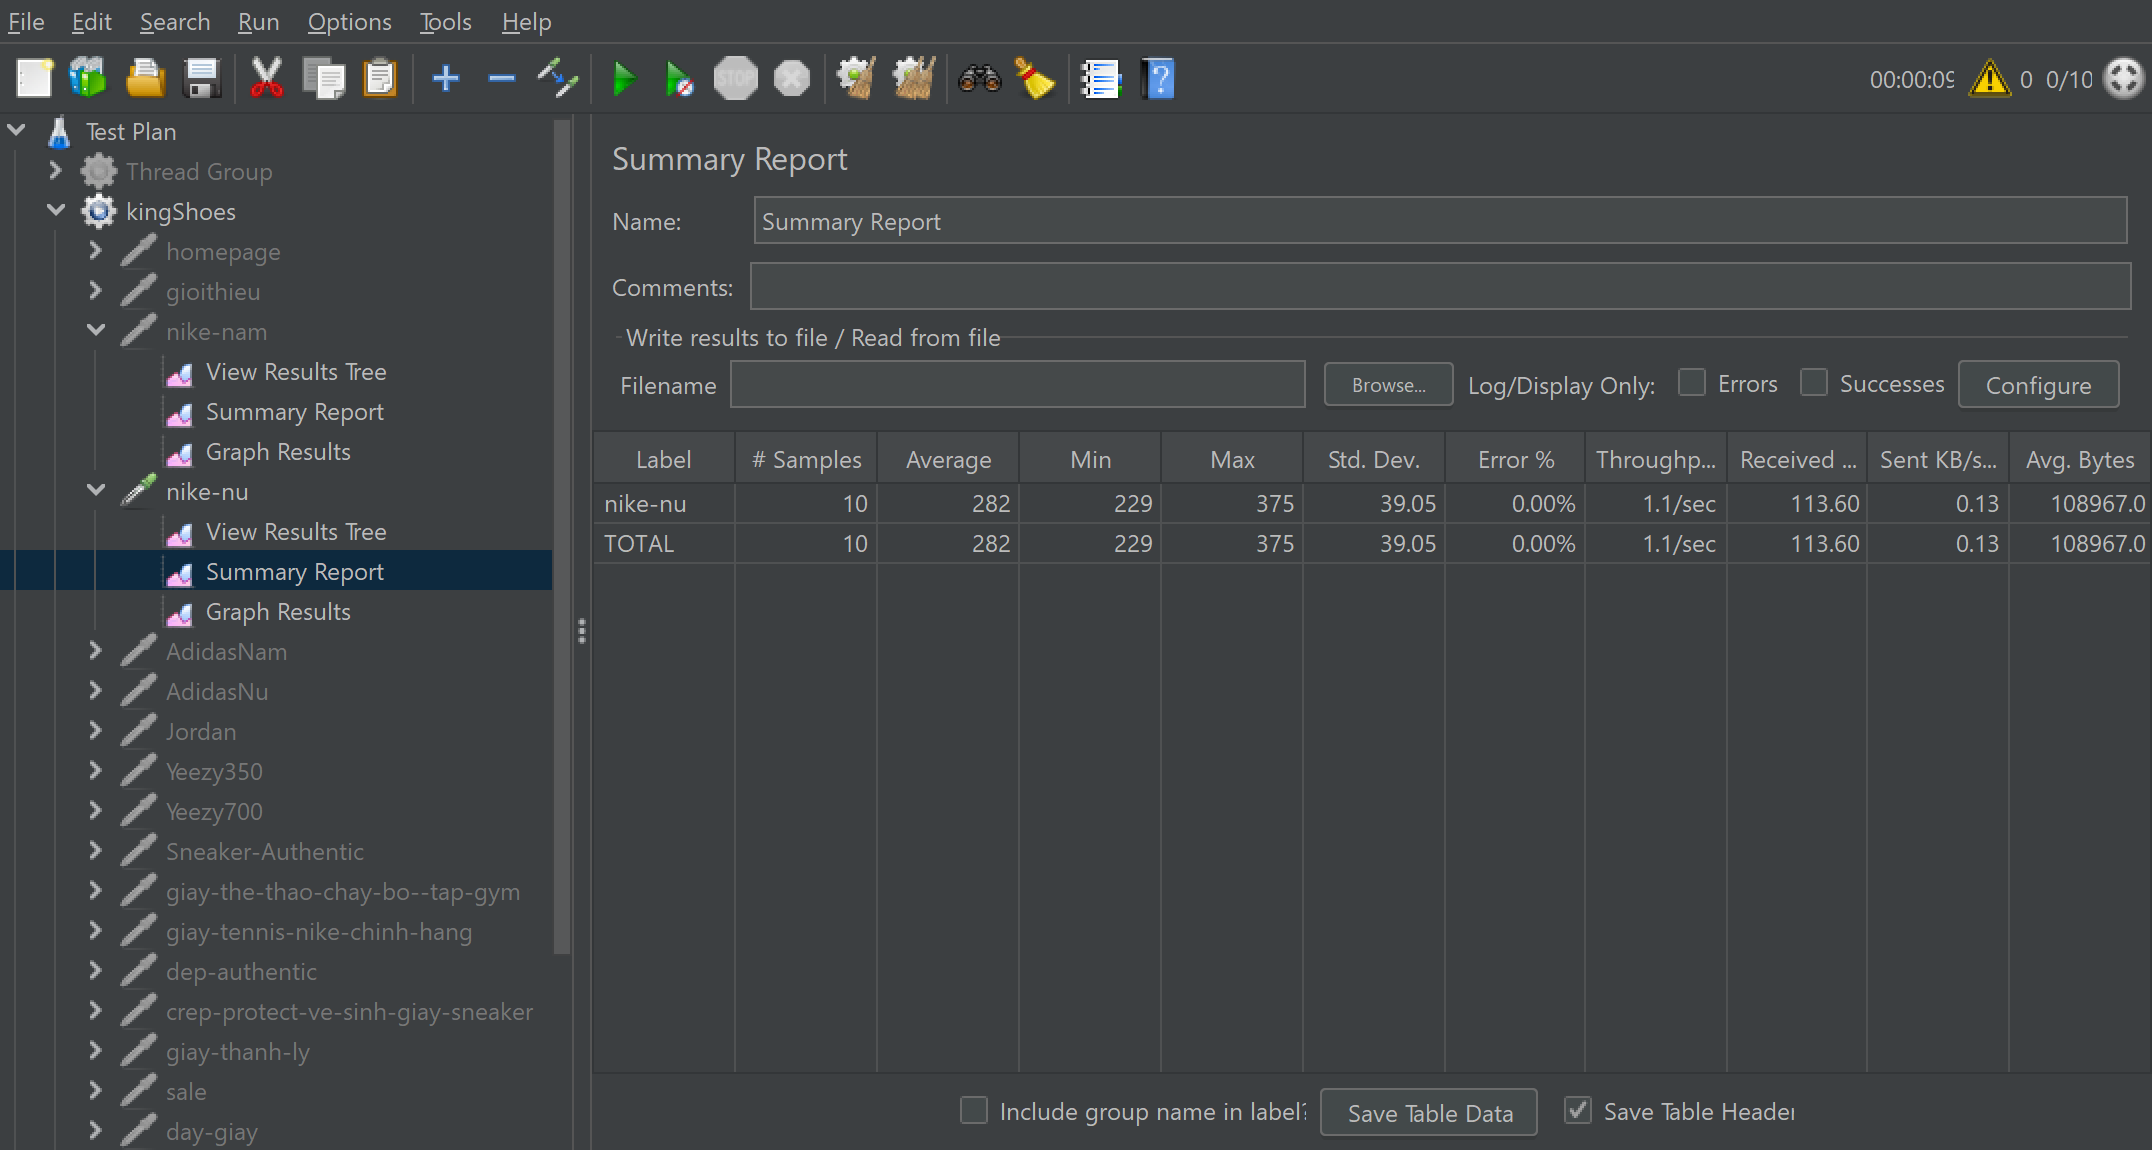 File Edit Search Run Options Tools Help
STOP
00:00:09 0 0/10
Test Plan
Thread Group
kingShoes
homepage
gioithieu
nike-nam
View Results Tree
Summary Report
Graph Results
nike-nu
View Results Tree
Summary Report
Graph Results
AdidasNam
AdidasNu
Jordan
Yeezy350
Yeezy700
Sneaker-Authentic
giay-the-thao-chay-bo--tap-gym
giay-tennis-nike-chinh-hang
dep-authentic
crep-protect-ve-sinh-giay-sneaker
giay-thanh-ly
sale
day-giay
Summary Report
Name: Summary Report
Comments:
Write results to file / Read from file
Filename Browse... Log/Display Only: Errors Successes Configure
Label # Samples Average Min Max Std. Dev. Error % Throughp... Received ... Sent KB/s... Avg. Bytes
nike-nu 10 282 229 375 39.05 0.00% 1.1/sec 113.60 0.13 108967.0
TOTAL 10 282 229 375 39.05 0.00% 1.1/sec 113.60 0.13 108967.0
Include group name in label? Save Table Data Save Table Header